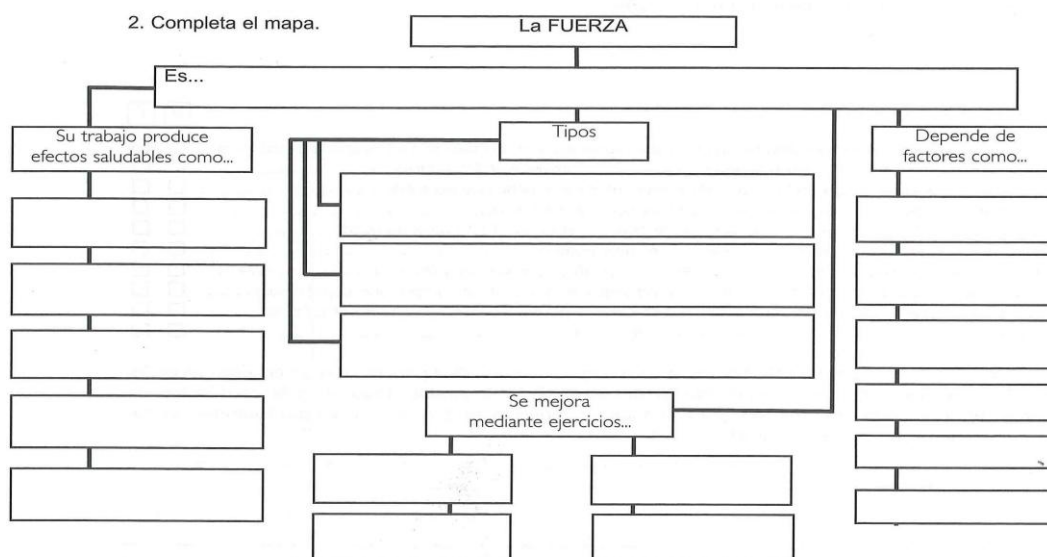 2. Completa el mapa.
La FUERZA
Es...
Su trabajo produce
efectos saludables como...
Tipos
Depende de
factores como...
Se mejora
mediante ejercicios...